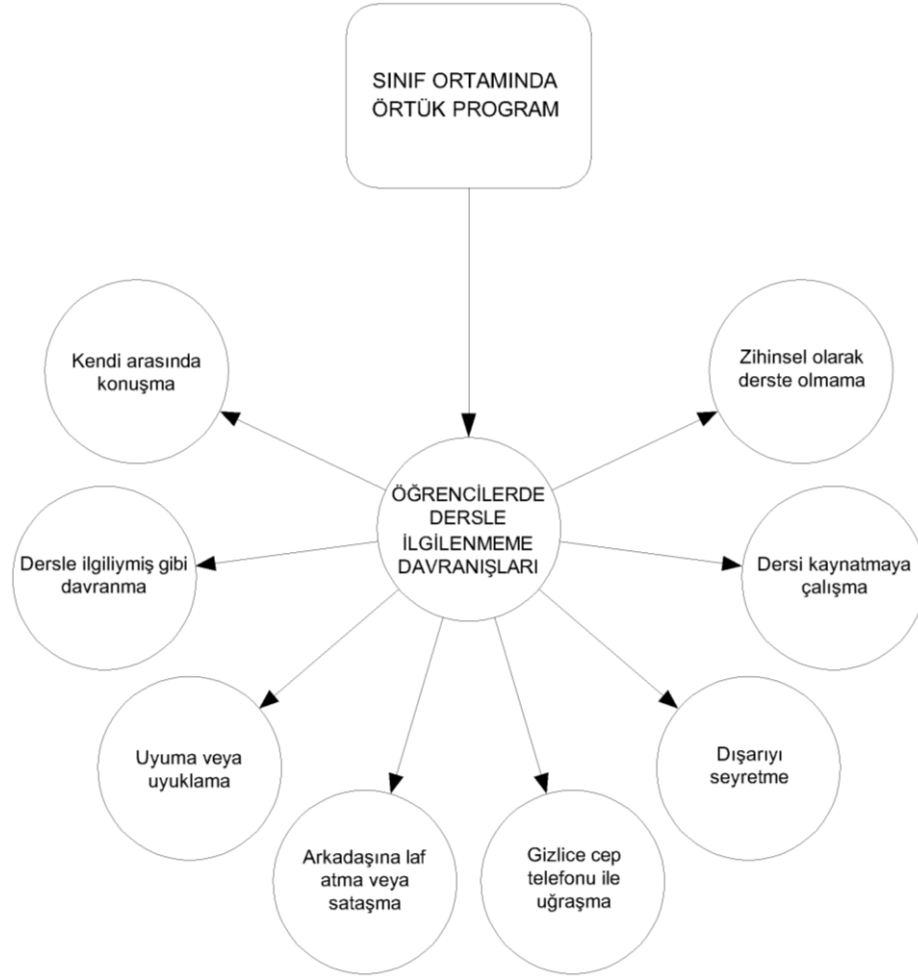 SINIF ORTAMINDA
ÖRTÜK PROGRAM
Kendi arasında
konuşma
Zihinsel olarak
derste olmama
ÖĞRENCİLERDE
DERSLE
İLGİLENMEME
DAVRANIŞLARI
Dersle ilgiliymiş gibi
davranma
Dersi kaynatmaya
çalışma
Uyuma veya
uyuklama
Dışarıyı
seyretme
Arkadaşına laf
atma veya
sataşma
Gizlice cep
telefonu ile
uğraşma